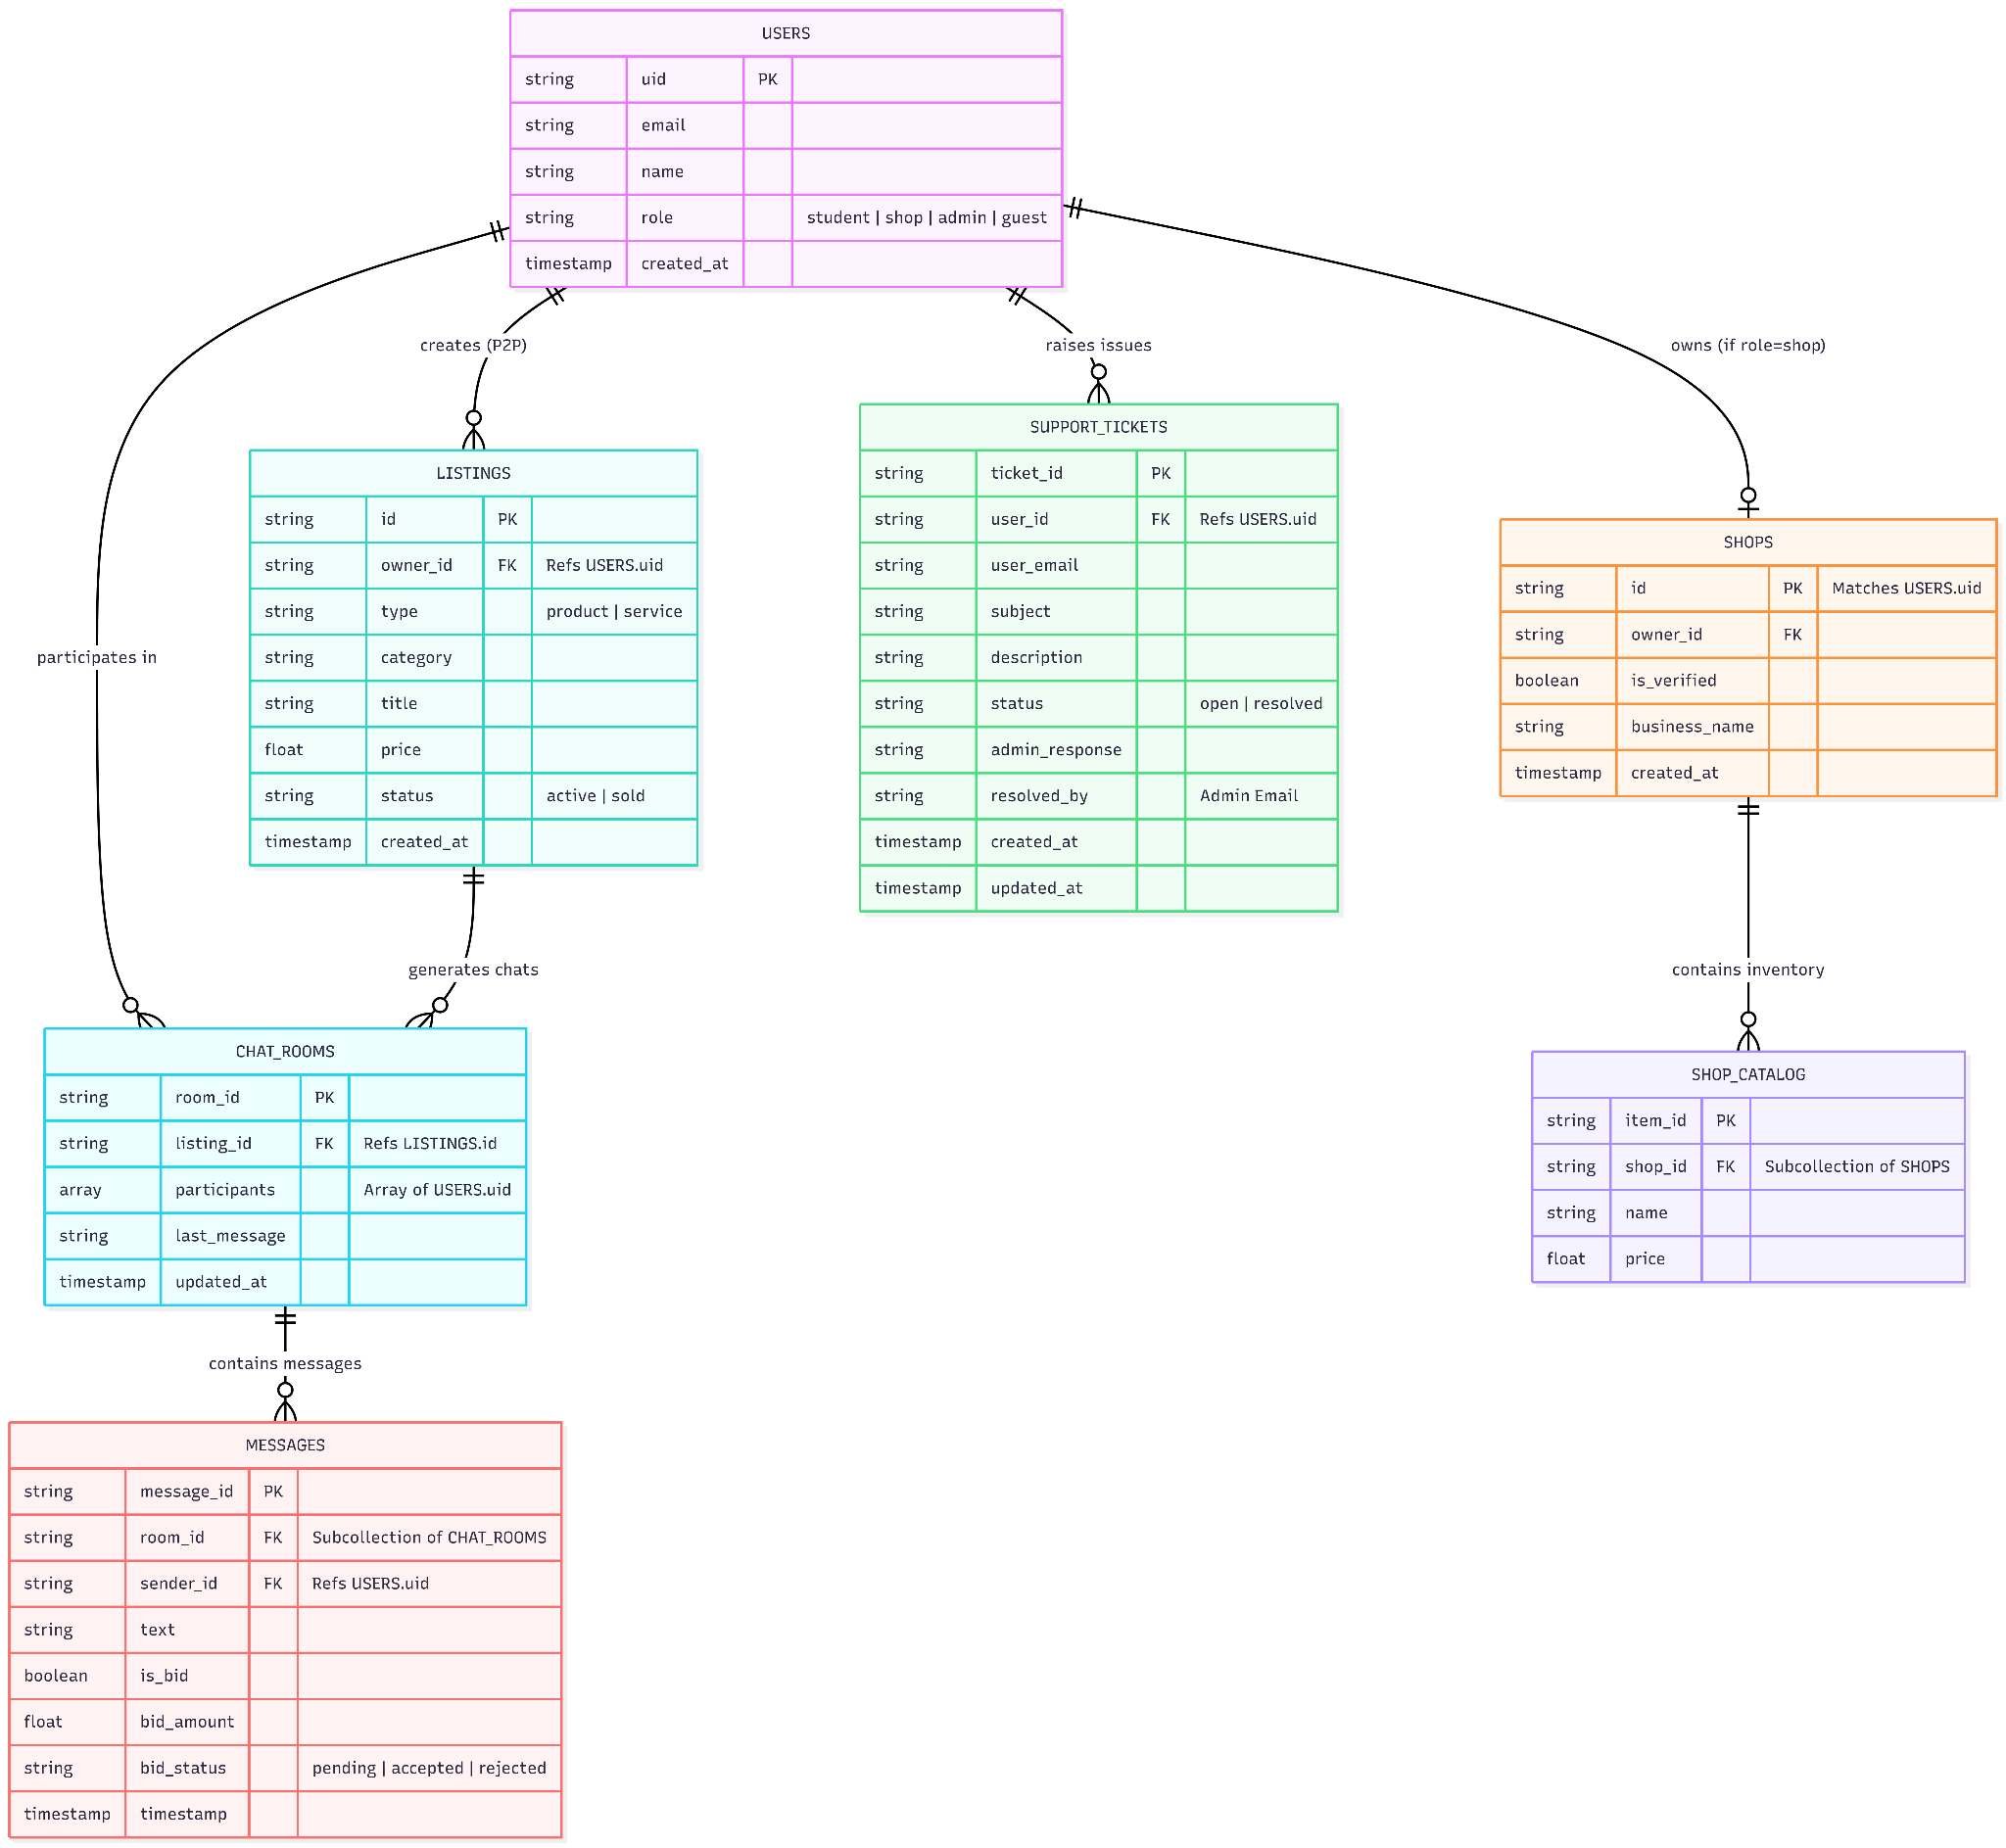 USERS
string uid PK
string email
string name
string role student | shop | admin | guest
timestamp created_at
creates (P2P)
raises issues
owns (if role=shop)
participates in
LISTINGS
string id PK
string owner_id FK Refs USERS.uid
string type product | service
string category
string title
float price
string status active | sold
timestamp created_at
SUPPORT_TICKETS
string ticket_id PK
string user_id FK Refs USERS.uid
string user_email
string subject
string description
string status open | resolved
string admin_response
string resolved_by Admin Email
timestamp created_at
timestamp updated_at
SHOPS
string id PK Matches USERS.uid
string owner_id FK
boolean is_verified
string business_name
timestamp created_at
generates chats
contains inventory
CHAT_ROOMS
string room_id PK
string listing_id FK Refs LISTINGS.id
array participants Array of USERS.uid
string last_message
timestamp updated_at
SHOP_CATALOG
string item_id PK
string shop_id FK Subcollection of SHOPS
string name
float price
contains messages
MESSAGES
string message_id PK
string room_id FK Subcollection of CHAT_ROOMS
string sender_id FK Refs USERS.uid
string text
boolean is_bid
float bid_amount
string bid_status pending | accepted | rejected
timestamp timestamp